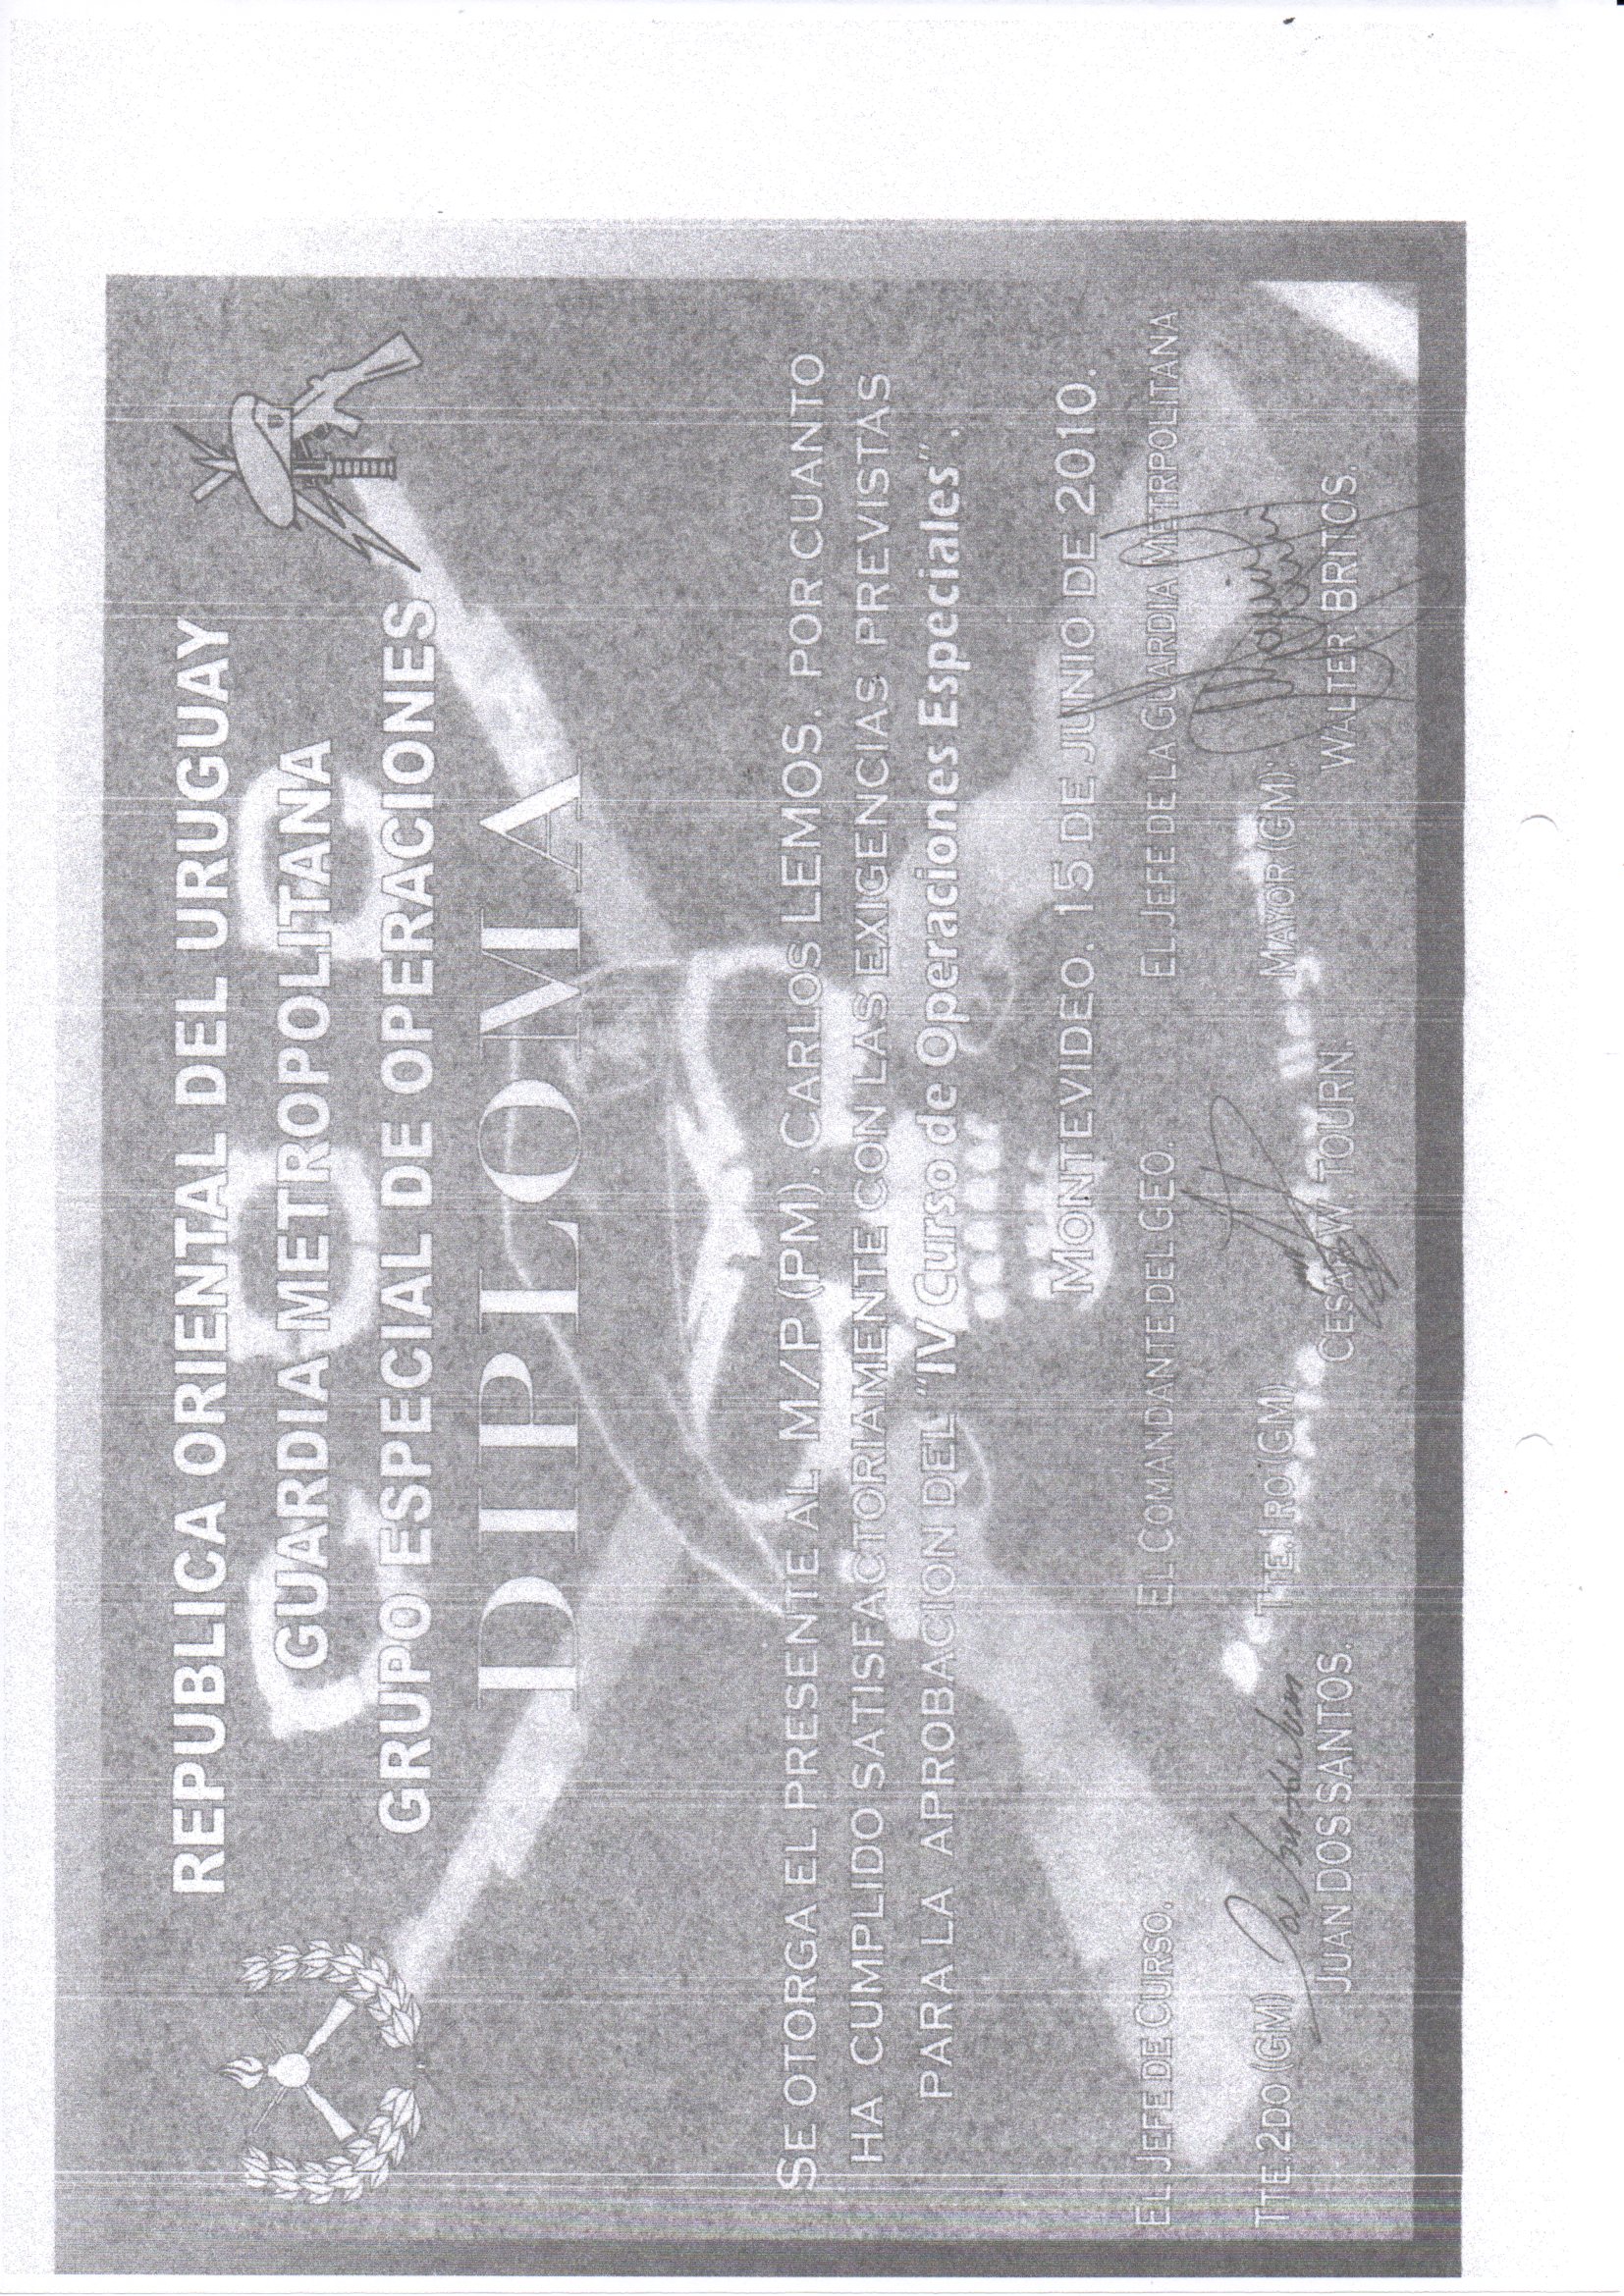 REPUBLICA ORIENTAL DEL URUGUAY
GUARDIA METROPOLITANA
GRUPO ESPECIAL DE OPERACIONES
DIPLOMA
SE OTORGA EL PRESENTE AL M/P (PM). CARLOS LEMOS. POR CUANTO
HA CUMPLIDO SATISFACTORIAMENTE CON LAS EXIGENCIAS PREVISTAS
PARA LA APROBACION DEL "IV Curso de Operaciones Especiales".
MONTEVIDEO. 15 DE JUNIO DE 2010.
EL JEFE DE CURSO. EL COMANDANTE DEL GEO. EL JEFE DE LA GUARDIA METRPOLITANA
TTE.2DO (GM) TTE.1RO (GM) MAYOR (GM):
JUAN DOS SANTOS. CESAR W. TOURN. WALTER. BRITOS.